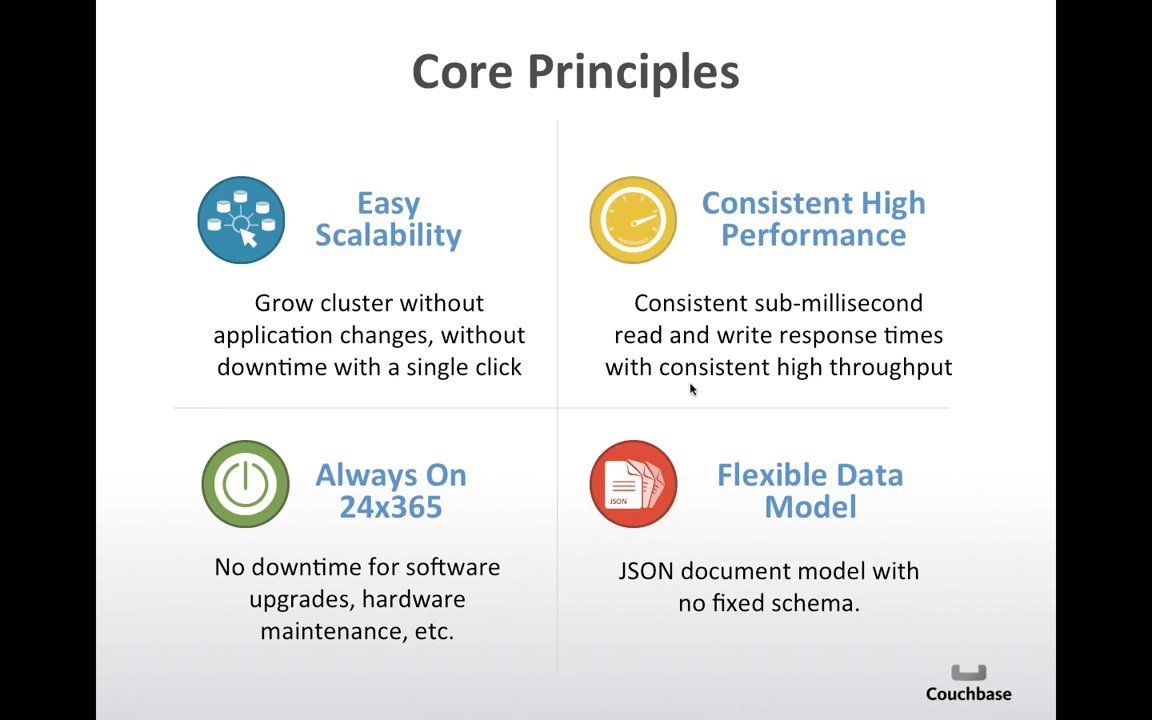 Core Principles
Easy
Scalability
Grow cluster without
application changes, without
downtime with a single click
Consistent High
Performance
Consistent sub-millisecond
read and write response times
with consistent high throughput
Always On
24x365
No downtime for software
upgrades, hardware
maintenance, etc.
JSON
Flexible Data
Model
JSON document model with
no fixed schema.
Couchbase